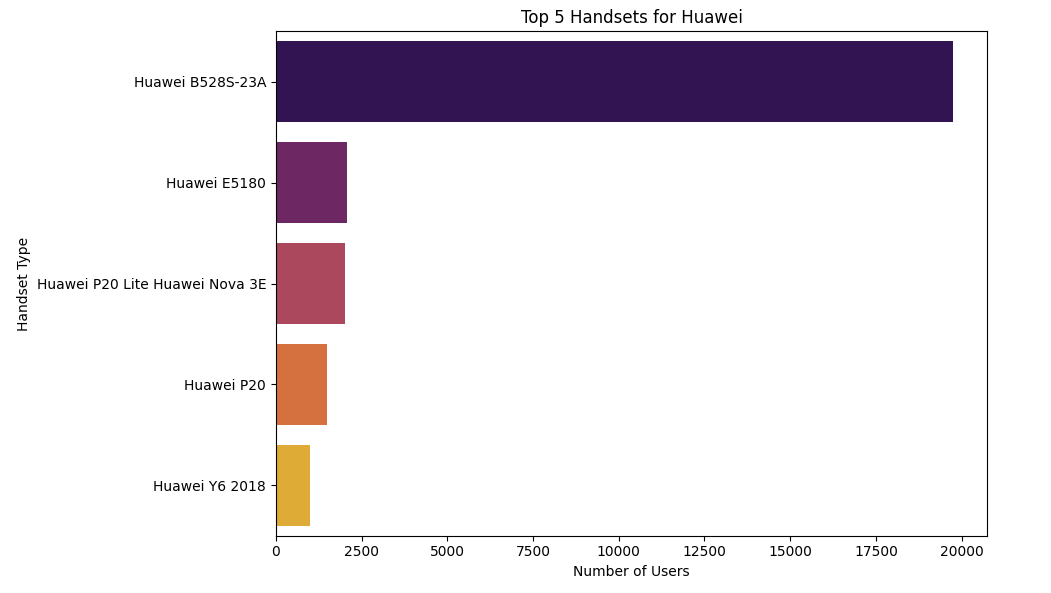 Top 5 Handsets for Huawei
Handset Type
Huawei B528S-23A
Huawei E5180
Huawei P20 Lite Huawei Nova 3E
Huawei P20
Huawei Y6 2018
0 2500 5000 7500 10000 12500 15000 17500 20000
Number of Users